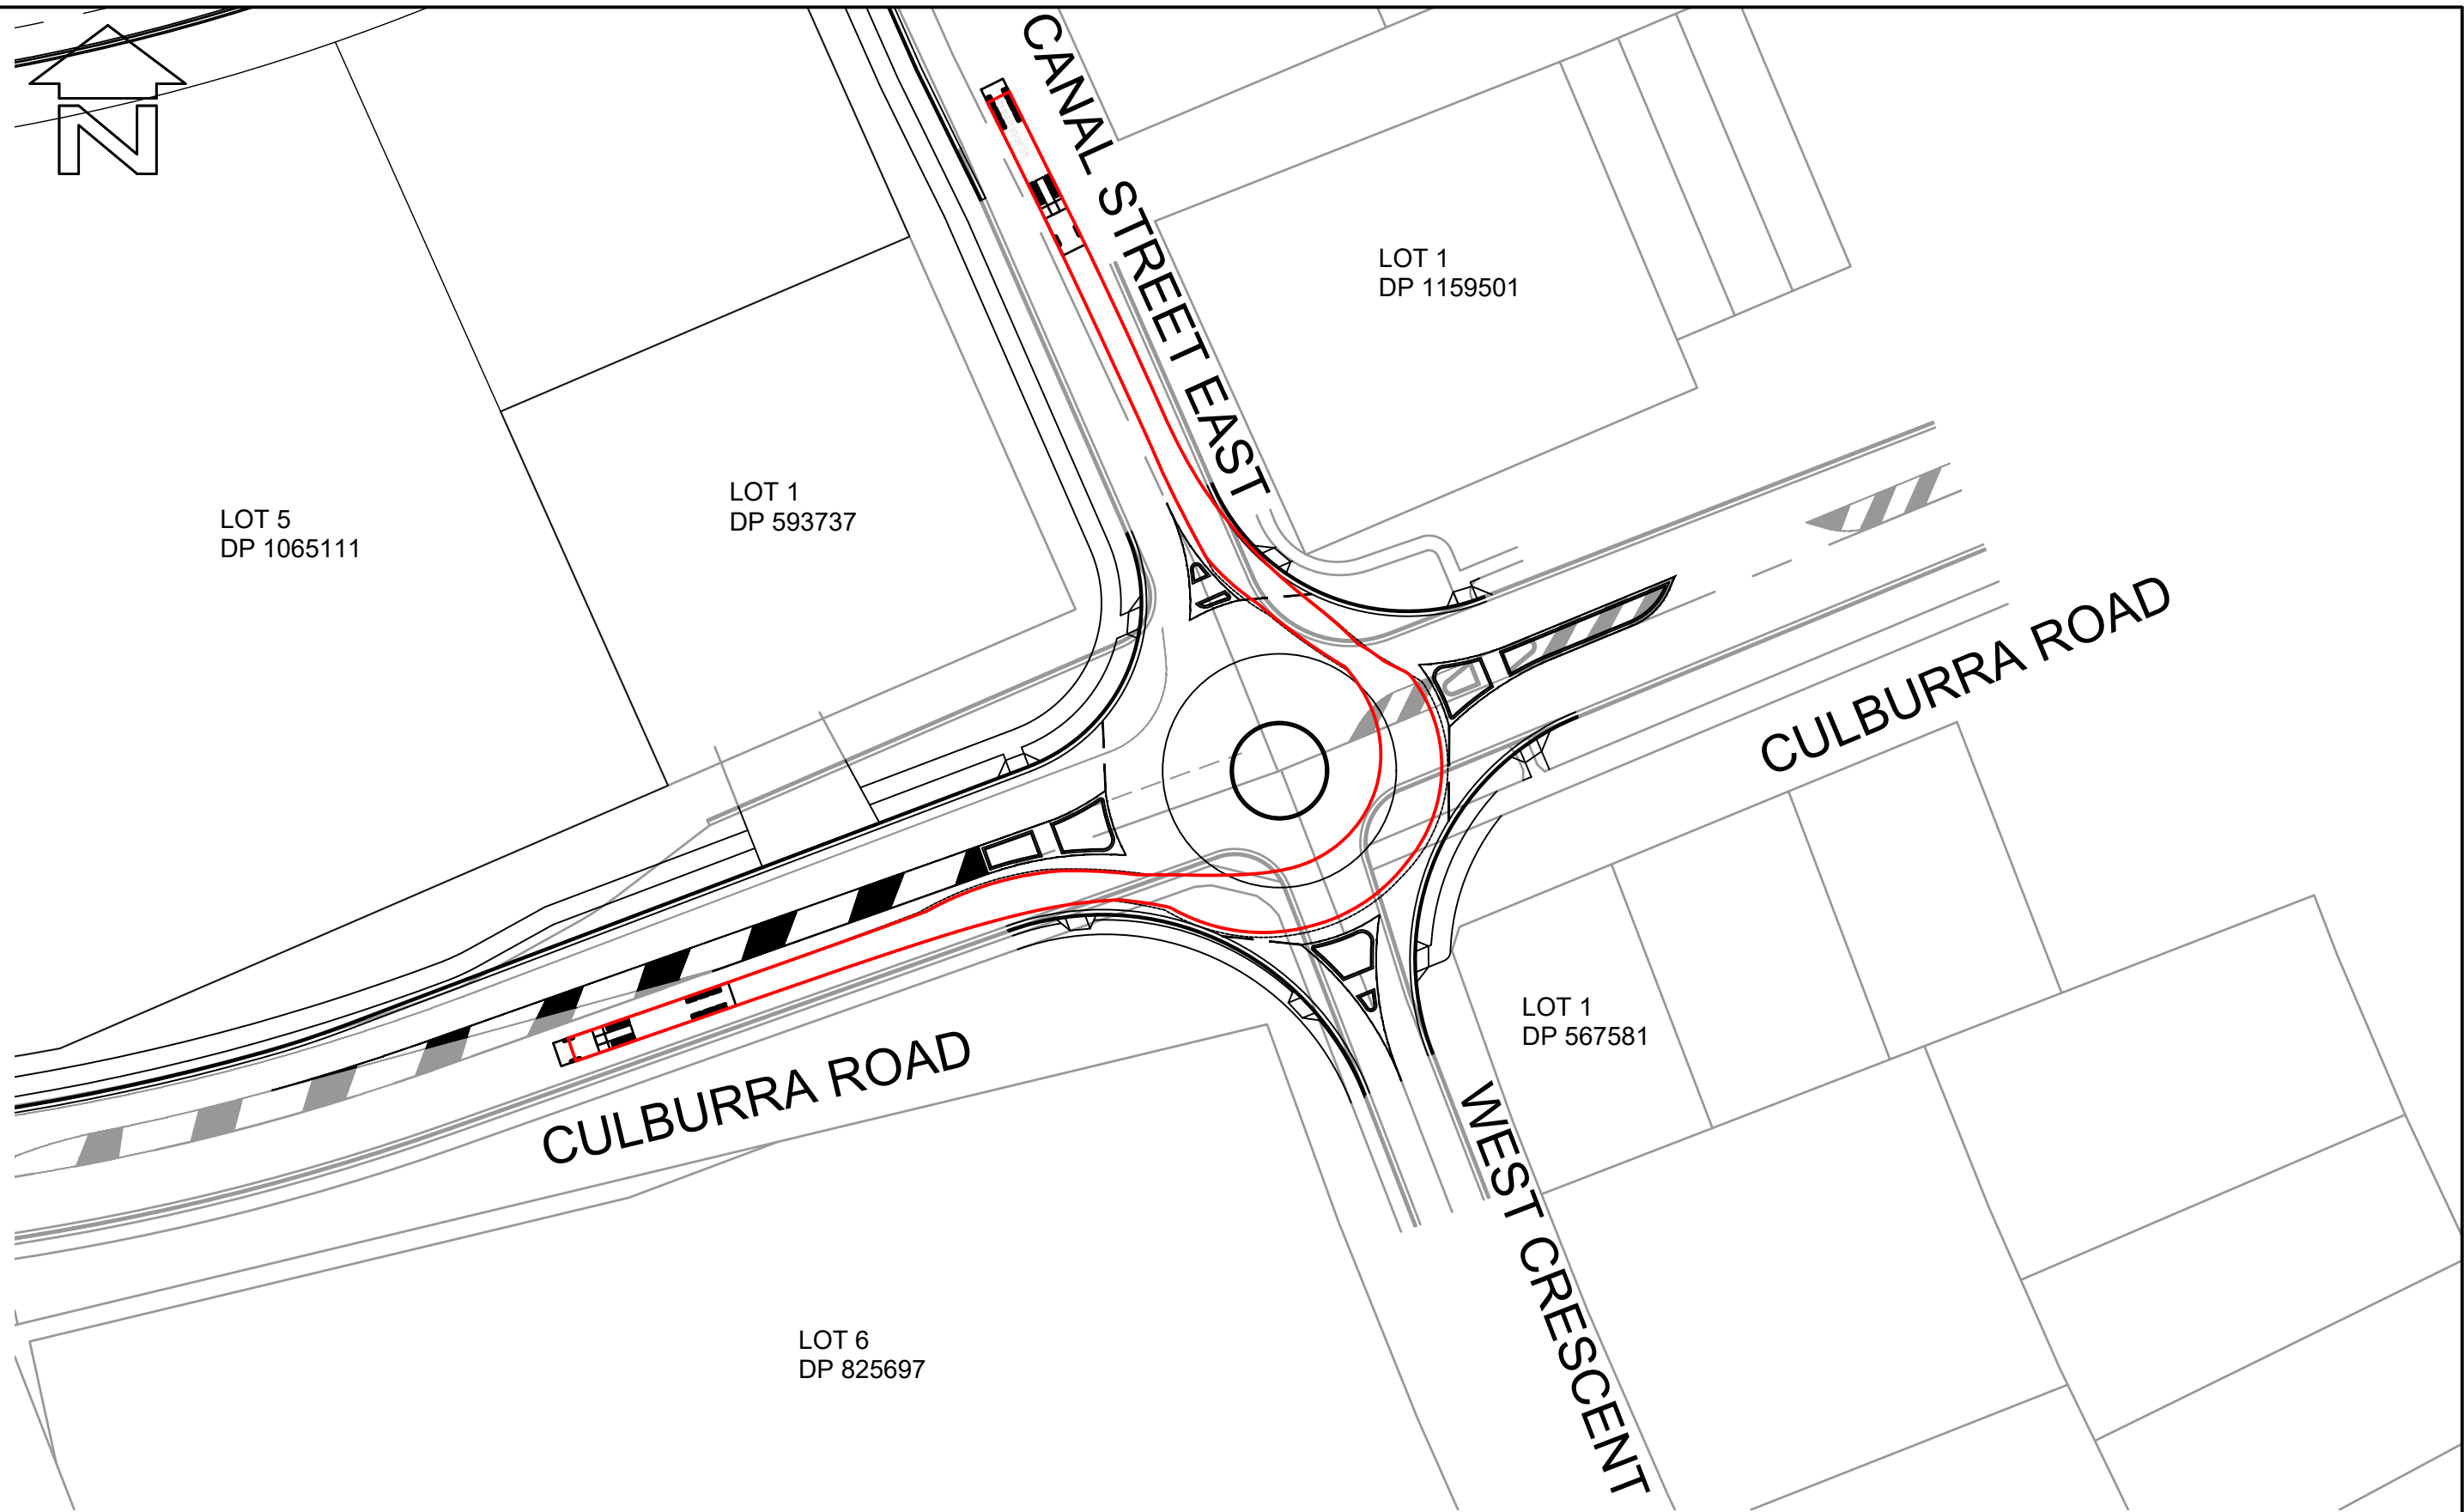 N
CANAL STREET EAST
LOT 1
DP 1159501
LOT 5
DP 1065111
LOT 1
DP 593737
CULBURRA ROAD
CULBURRA ROAD
LOT 1
DP 567581
WEST CRESCENT
LOT 6
DP 825697